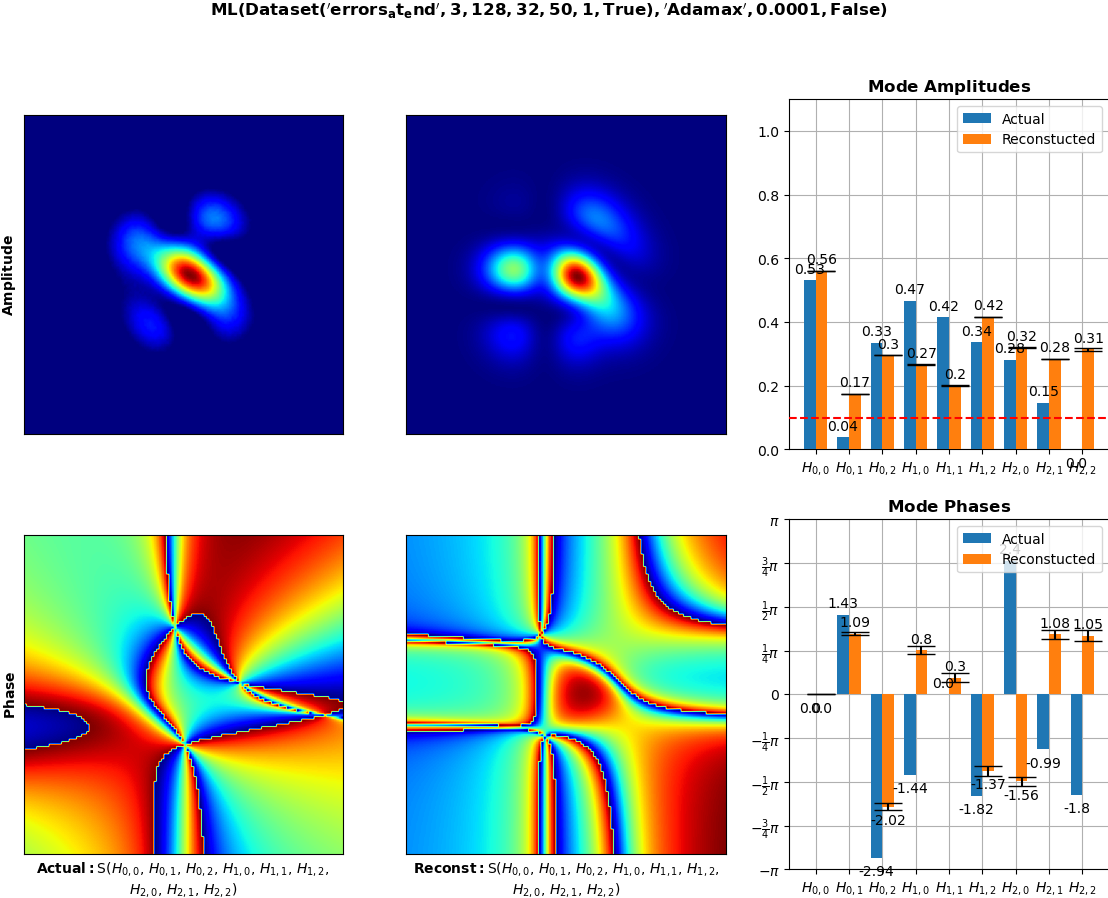 ML(Dataset('errors_at_end', 3, 128, 32, 50, 1, True), 'Adamax', 0.0001, False)
Amplitude
Mode Amplitudes
Actual
Reconstucted
1.0
0.8
0.6
0.4
0.2
0.0
0.53
0.56
0.04
0.17
0.33
0.3
0.47
0.27
0.42
0.2
0.34
0.42
0.28
0.32
0.15
0.28
0.0
0.31
H0,0 H0,1 H0,2 H1,0 H1,1 H1,2 H2,0 H2,1 H2,2
Phase
Mode Phases
Actual
Reconstucted
π
3/4π
1/2π
1/4π
0
−1/4π
−1/2π
−3/4π
−π
0.0
0.0
1.43
1.09
-2.94
-2.02
-1.44
0.8
0.0
0.3
-1.82
-1.37
2.4
-1.56
-0.99
1.08
-1.8
1.05
H0,0 H0,1 H0,2 H1,0 H1,1 H1,2 H2,0 H2,1 H2,2
Actual: S(H0,0, H0,1, H0,2, H1,0, H1,1, H1,2,
H2,0, H2,1, H2,2)
Reconst: S(H0,0, H0,1, H0,2, H1,0, H1,1, H1,2,
H2,0, H2,1, H2,2)